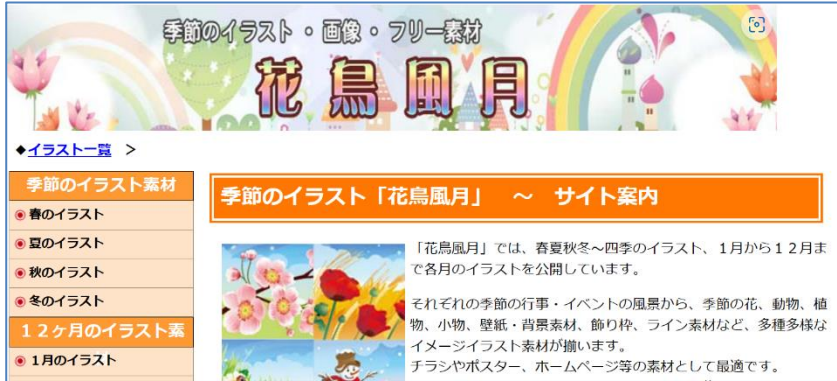 季節のイラスト・画像・フリー素材
花鳥風月
◆イラスト一覧 >
季節のイラスト素材
春のイラスト
夏のイラスト
秋のイラスト
冬のイラスト
12ヶ月のイラスト素
1月のイラスト
季節のイラスト「花鳥風月」 ～ サイト案内
「花鳥風月」では、春夏秋冬～四季のイラスト、1月から12月ま
で各月のイラストを公開しています。
それぞれの季節の行事・イベントの風景から、季節の花、動物、植
物、小物、壁紙・背景素材、飾り枠、ライン素材など、多種多様な
イメージイラスト素材が揃います。
チラシやポスター、ホームページ等の素材として最適です。